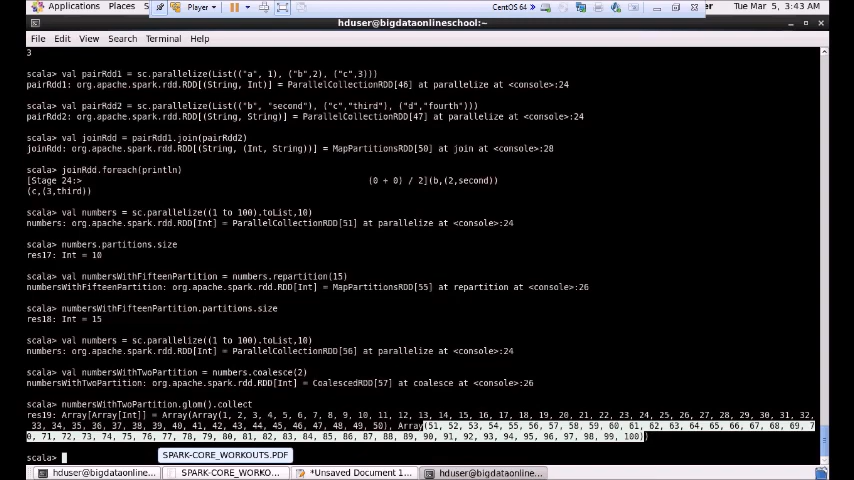 Applications Places System Player CentOS 64 Tue Mar 5, 3:43 AM
hduser@bigdataonlineschool:~
File Edit View Search Terminal Help
3
scala> val pairRdd1 = sc.parallelize(List(("a", 1), ("b",2), ("c",3)))
pairRdd1: org.apache.spark.rdd.RDD[(String, Int)] = ParallelCollectionRDD[46] at parallelize at <console>:24
scala> val pairRdd2 = sc.parallelize(List(("b", "second"), ("c","third"), ("d","fourth")))
pairRdd2: org.apache.spark.rdd.RDD[(String, String)] = ParallelCollectionRDD[47] at parallelize at <console>:24
scala> val joinRdd = pairRdd1.join(pairRdd2)
joinRdd: org.apache.spark.rdd.RDD[(String, (Int, String))] = MapPartitionsRDD[50] at join at <console>:28
scala> joinRdd.foreach(println)
[Stage 24:> (0 + 0) / 2](b,(2,second))
(c,(3,third))
scala> val numbers = sc.parallelize((1 to 100).toList,10)
numbers: org.apache.spark.rdd.RDD[Int] = ParallelCollectionRDD[51] at parallelize at <console>:24
scala> numbers.partitions.size
res17: Int = 10
scala> val numbersWithFifteenPartition = numbers.repartition(15)
numbersWithFifteenPartition: org.apache.spark.rdd.RDD[Int] = MapPartitionsRDD[55] at repartition at <console>:26
scala> numbersWithFifteenPartition.partitions.size
res18: Int = 15
scala> val numbers = sc.parallelize((1 to 100).toList,10)
numbers: org.apache.spark.rdd.RDD[Int] = ParallelCollectionRDD[56] at parallelize at <console>:24
scala> val numbersWithTwoPartition = numbers.coalesce(2)
numbersWithTwoPartition: org.apache.spark.rdd.RDD[Int] = CoalescedRDD[57] at coalesce at <console>:26
scala> numbersWithTwoPartition.glom().collect
res19: Array[Array[Int]] = Array(Array(1, 2, 3, 4, 5, 6, 7, 8, 9, 10, 11, 12, 13, 14, 15, 16, 17, 18, 19, 20, 21, 22, 23, 24, 25, 26, 27, 28, 29, 30, 31, 32,
33, 34, 35, 36, 37, 38, 39, 40, 41, 42, 43, 44, 45, 46, 47, 48, 49, 50), Array(51, 52, 53, 54, 55, 56, 57, 58, 59, 60, 61, 62, 63, 64, 65, 66, 67, 68, 69, 7
0, 71, 72, 73, 74, 75, 76, 77, 78, 79, 80, 81, 82, 83, 84, 85, 86, 87, 88, 89, 90, 91, 92, 93, 94, 95, 96, 97, 98, 99, 100))
scala>
SPARK-CORE_WORKOUTS.PDF
hduser@bigdataonlines... SPARK-CORE_WORKO... *Unsaved Document 1... hduser@bigdataonlines...